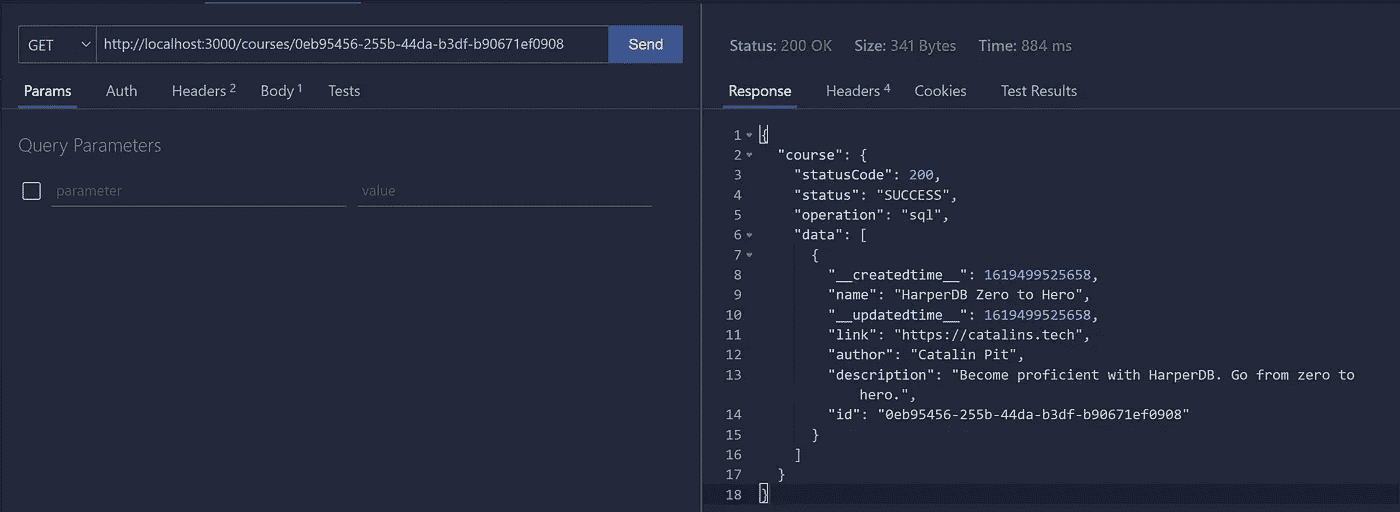 GET http://localhost:3000/courses/0eb95456-255b-44da-b3df-b90671ef0908 Send
Params Auth Headers 2 Body 1 Tests
Query Parameters
parameter value
Status: 200 OK Size: 341 Bytes Time: 884 ms
Response Headers 4 Cookies Test Results
1 {
2 "course": {
3 "statusCode": 200,
4 "status": "SUCCESS",
5 "operation": "sql",
6 "data": [
7 {
8 "__createdtime__": 1619499525658,
9 "name": "HarperDB Zero to Hero",
10 "__updatedtime__": 1619499525658,
11 "link": "https://catalins.tech",
12 "author": "Catalin Pit",
13 "description": "Become proficient with HarperDB. Go from zero to
hero.",
14 "id": "0eb95456-255b-44da-b3df-b90671ef0908"
15 }
16 ]
17 }
18 }